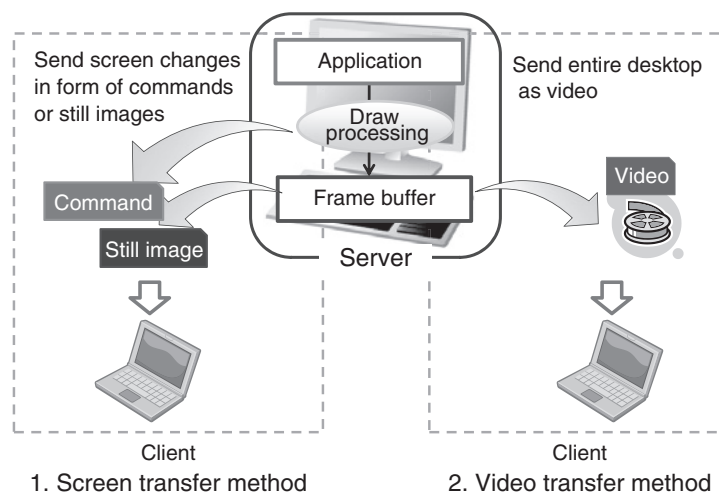 Send screen changes
in form of commands
or still images
Application
Draw
processing
Frame buffer
Server
Send entire desktop
as video
Command
Still image
Video
Client
1. Screen transfer method
Client
2. Video transfer method